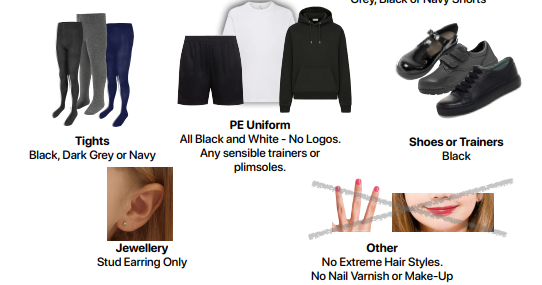 Grey, Black or Navy Shorts
Tights
Black, Dark Grey or Navy
PE Uniform
All Black and White - No Logos.
Any sensible trainers or
plimsoles.
Shoes or Trainers
Black
Jewellery
Stud Earring Only
Other
No Extreme Hair Styles.
No Nail Varnish or Make-Up